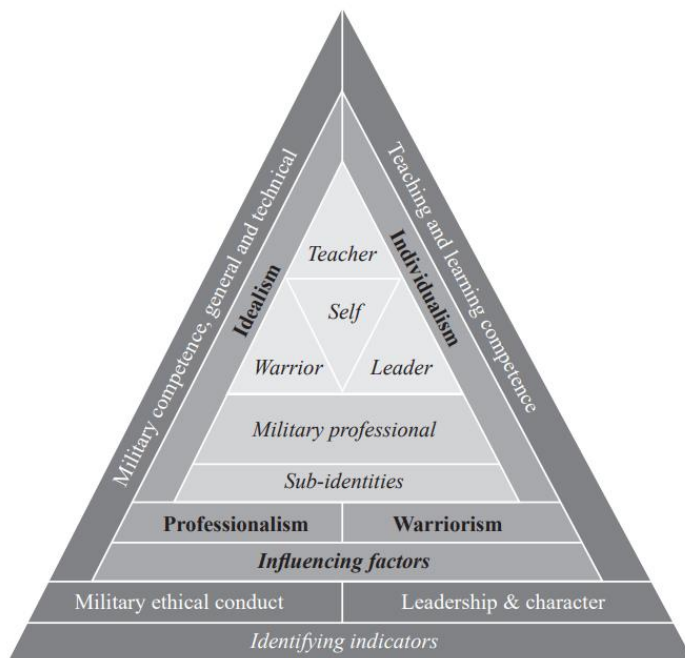 Military competence, general and technical
Teaching and learning competence
Idealism
Individualism
Teacher
Self
Warrior
Leader
Military professional
Sub-identities
Professionalism
Warriorism
Influencing factors
Military ethical conduct
Leadership & character
Identifying indicators